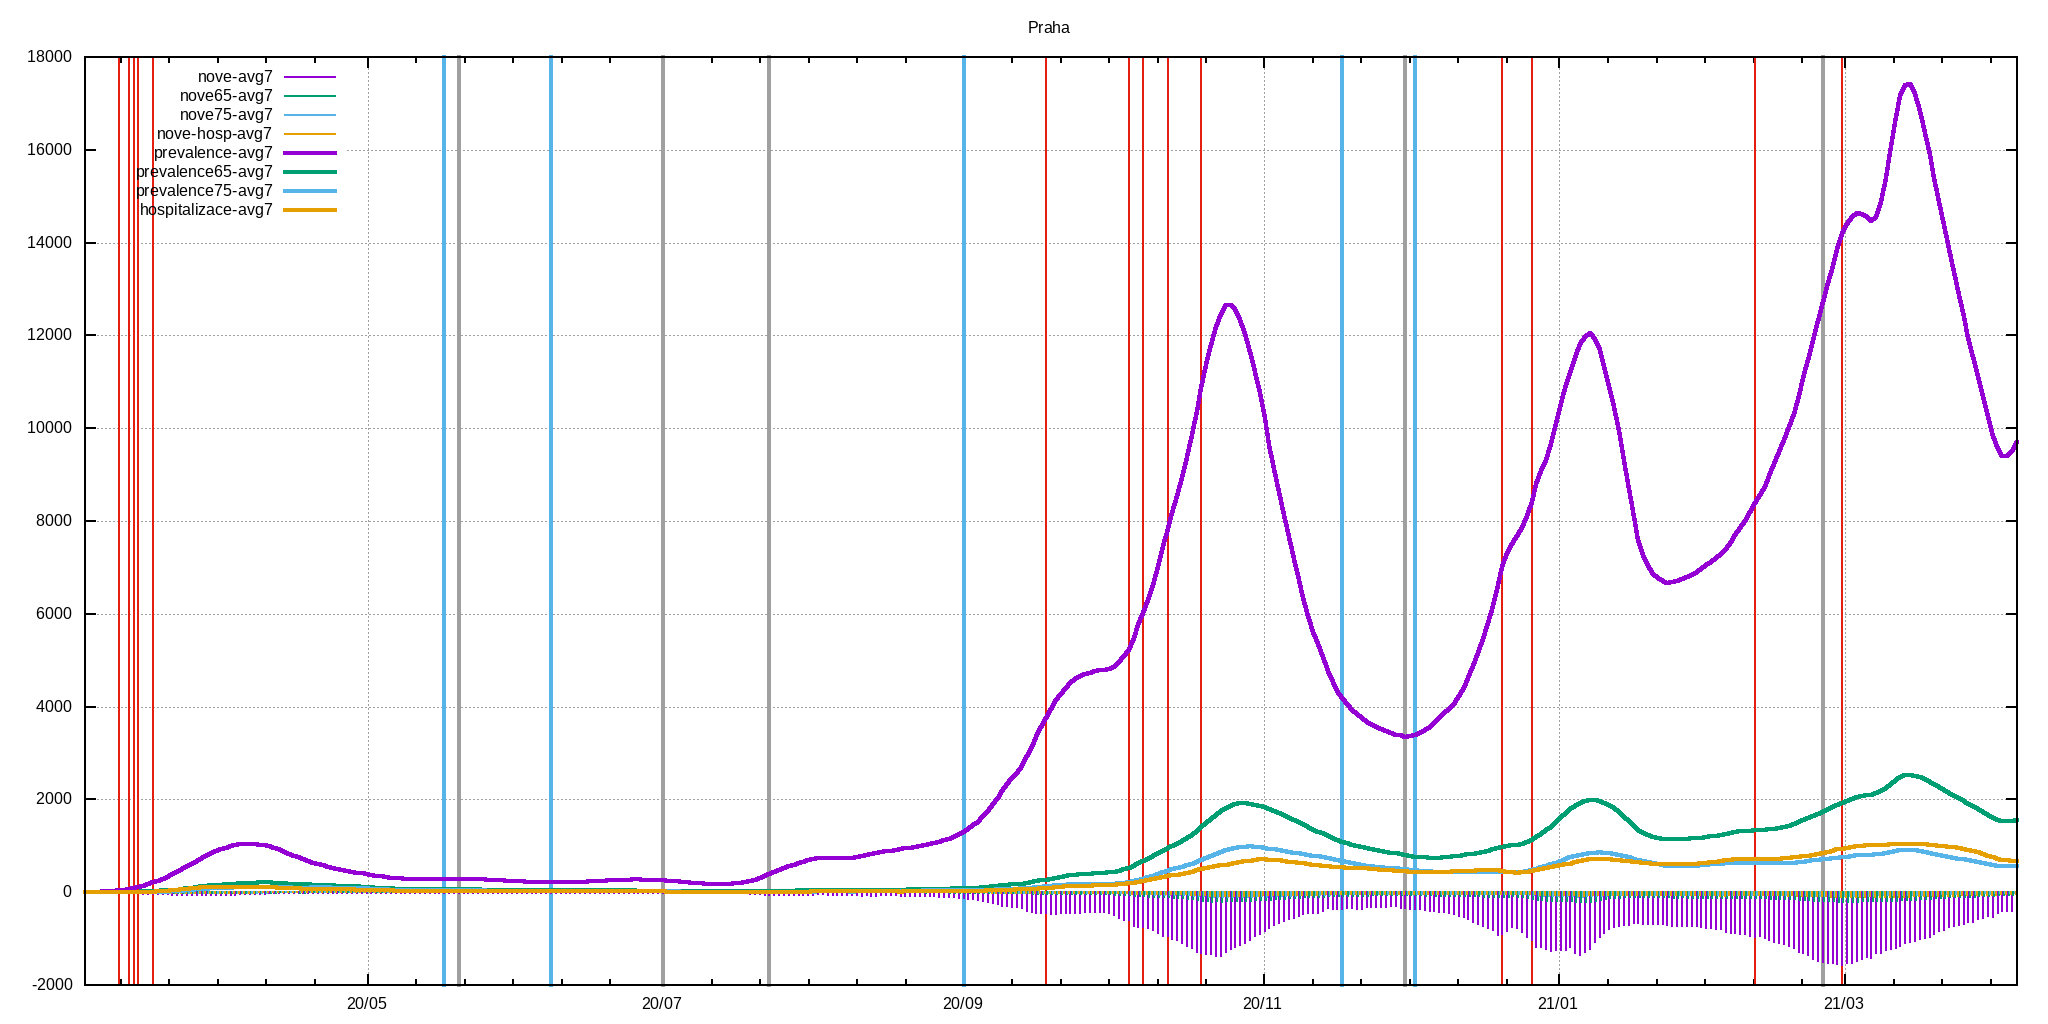 Praha
18000
16000
14000
12000
10000
8000
6000
4000
2000
0
-2000
nove-avg7
nove65-avg7
nove75-avg7
nove-hosp-avg7
prevalence-avg7
prevalence65-avg7
prevalence75-avg7
hospitalizace-avg7
20/05 20/07 20/09 20/11 21/01 21/03